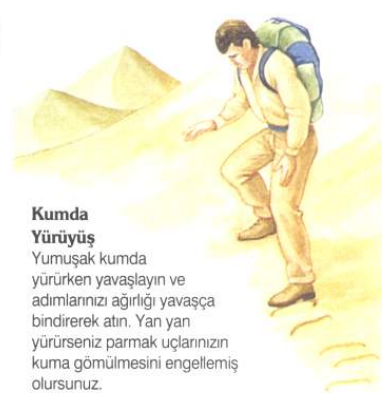 Kumda
Yürüyüş
Yumuşak kumda
yürürken yavaşlayın ve
adımlarınızı ağırlığı yavaşça
bindirerek atın. Yan yan
yürürseniz parmak uçlarınızın
kuma gömülmesini engellemiş
olursunuz.